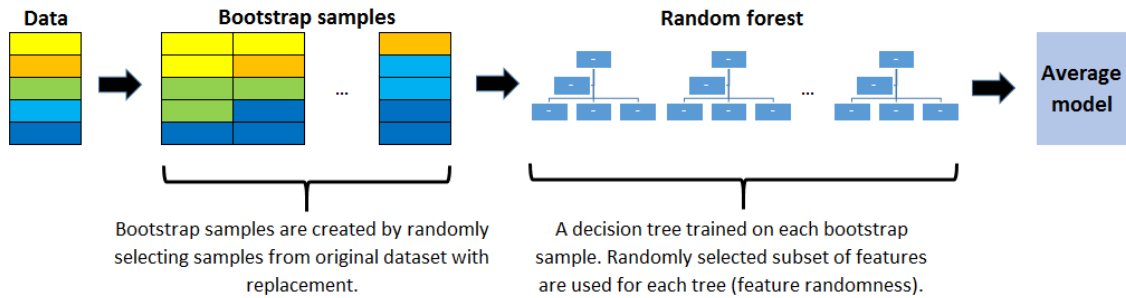 Data
Bootstrap samples
Random forest
...
- - -
- - -
...
- - -
- - - - - - - - -
Average
model
Bootstrap samples are created by randomly
selecting samples from original dataset with
replacement.
A decision tree trained on each bootstrap
sample. Randomly selected subset of features
are used for each tree (feature randomness).